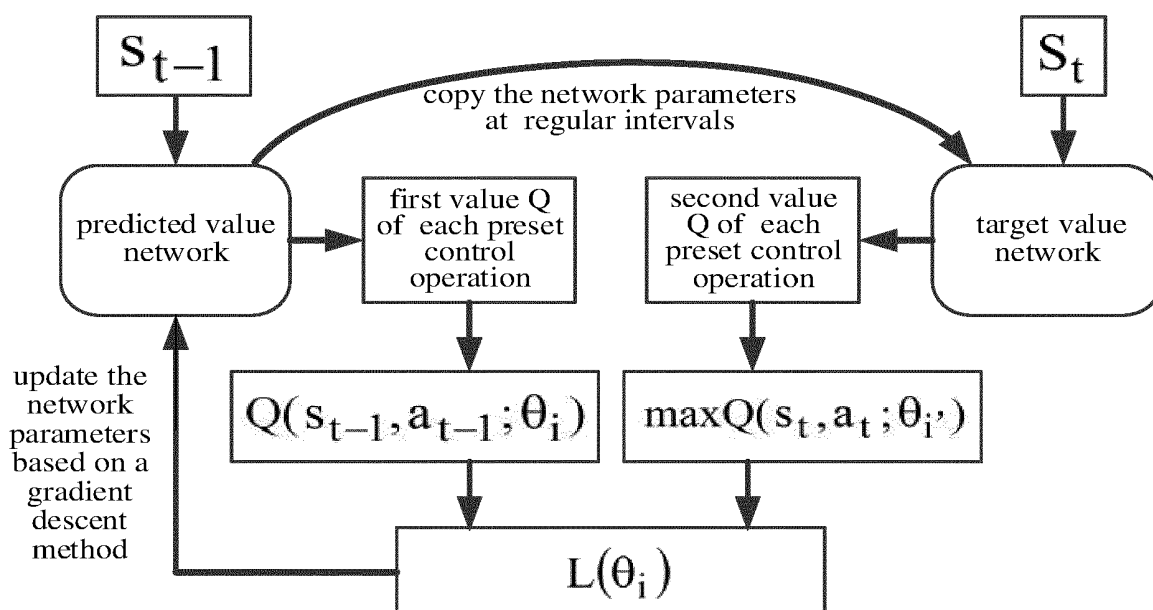 S_{t-1}
S_t
copy the network parameters
at regular intervals
predicted value
network
first value Q
of each preset
control
operation
second value
Q of each
preset control
operation
target value
network
update the
network
parameters
based on a
gradient
descent
method
Q(s_{t-1},a_{t-1};θ_i)
maxQ(s_t,a_t;θ_{i'})
L(θ_i)